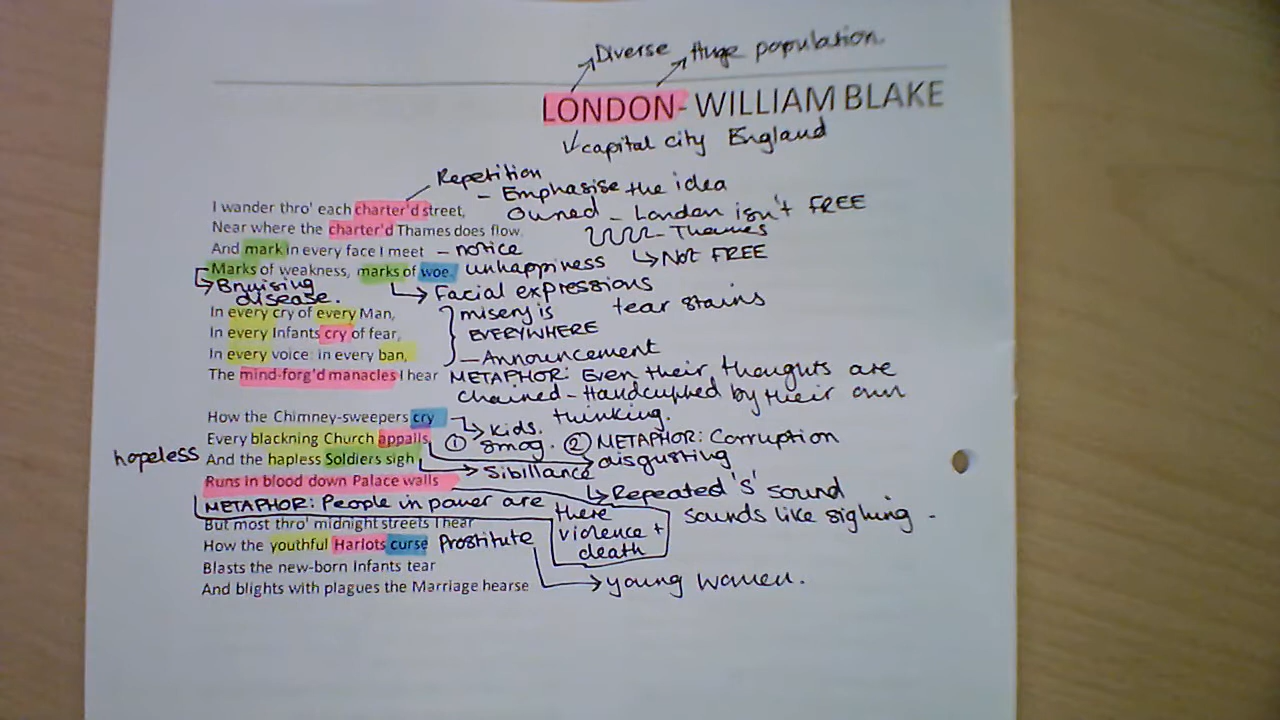 Diverse Huge population
LONDON- WILLIAM BLAKE
capital city England
Repetition
- Emphasise the idea
I wander thro' each charter'd street, Owned - London isn't FREE
Near where the charter'd Thames does flow. - Thames
And mark in every face I meet - notice ↳ Not FREE
Marks of weakness, marks of woe. unhappiness
Bruising Facial expressions
disease. tear stains
In every cry of every Man, misery is
In every Infants cry of fear, EVERYWHERE
In every voice: in every ban, - Announcement
The mind-forg'd manacles I hear METAPHOR: Even their thoughts are
chained - Handcuffed by their own
thinking.
How the Chimney-sweepers cry Kids.
Every blackning Church appalls, ① smog. ② METAPHOR: Corruption
disgusting
hopeless And the hapless Soldiers sigh Sibillance
Runs in blood down Palace walls Repeated 's' sound
METAPHOR: People in power are there sounds like sighing.
But most thro' midnight streets I hear violence +
How the youthful Harlots curse Prostitute death
Blasts the new-born Infants tear
And blights with plagues the Marriage hearse young women.